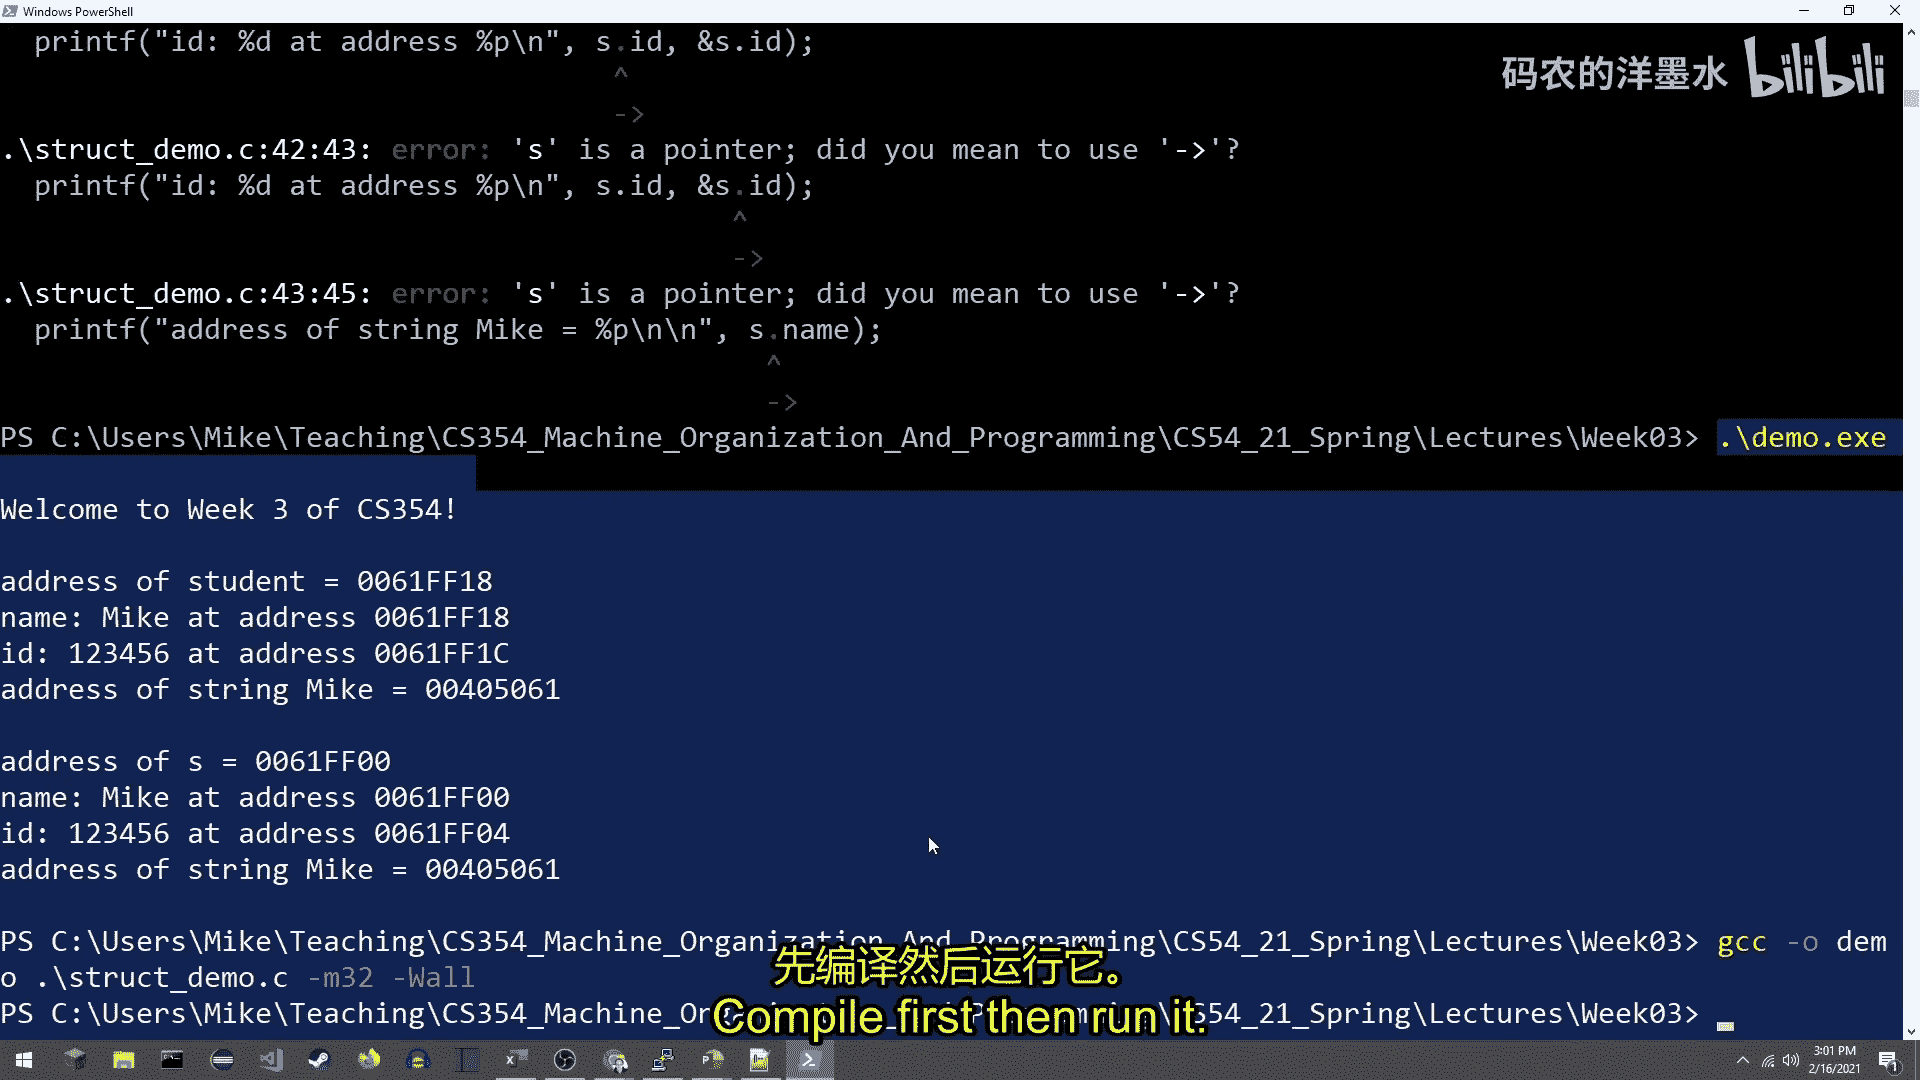 Windows PowerShell
printf("id: %d at address %p\n", s.id, &s.id);
^
->
.\struct_demo.c:42:43: error: 's' is a pointer; did you mean to use '->'?
printf("id: %d at address %p\n", s.id, &s.id);
^
->
.\struct_demo.c:43:45: error: 's' is a pointer; did you mean to use '->'?
printf("address of string Mike = %p\n\n", s.name);
^
->
PS C:\Users\Mike\Teaching\CS354_Machine_Organization_And_Programming\CS54_21_Spring\Lectures\Week03> .\demo.exe
Welcome to Week 3 of CS354!
address of student = 0061FF18
name: Mike at address 0061FF18
id: 123456 at address 0061FF1C
address of string Mike = 00405061
address of s = 0061FF00
name: Mike at address 0061FF00
id: 123456 at address 0061FF04
address of string Mike = 00405061
PS C:\Users\Mike\Teaching\CS354_Machine_Organization_And_Programming\CS54_21_Spring\Lectures\Week03> gcc -o dem
o .\struct_demo.c -m32 -Wall
PS C:\Users\Mike\Teaching\CS354_Machine_Organization_And_Programming\CS54_21_Spring\Lectures\Week03>
码农的洋墨水 bilibili
先编译然后运行它。
Compile first then run it.
3:01 PM
2/16/2021